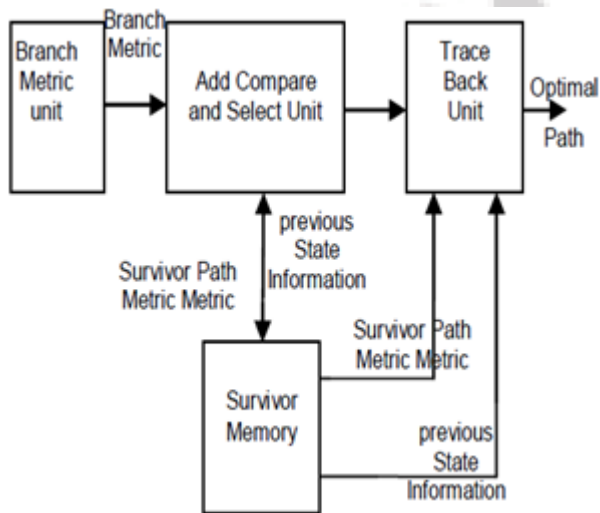 Branch
Metric
Branch
Metric
unit
Add Compare
and Select Unit
Trace
Back
Unit
Optimal
Path
previous
State
Information
Survivor Path
Metric Metric
Survivor Path
Metric Metric
Survivor
Memory
previous
State
Information